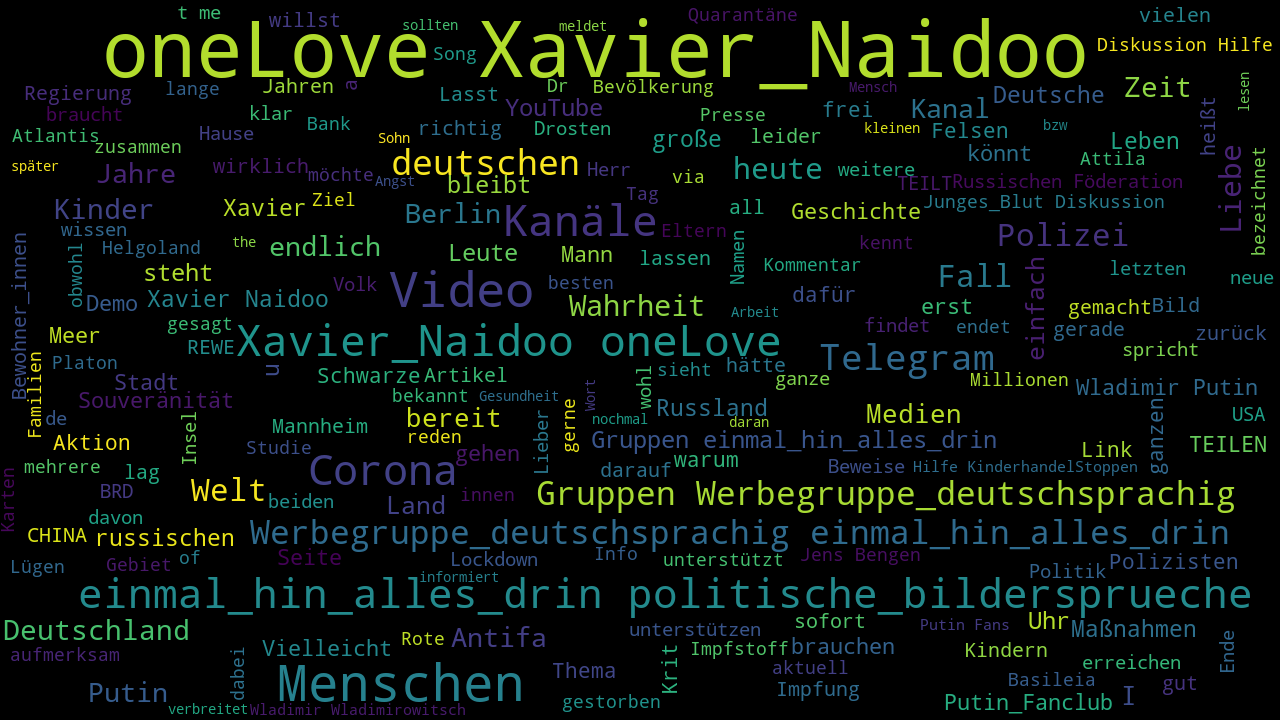 t me willst sollten meldet Quarantäne vielen
oneLove Xavier_Naidoo
Song Diskussion Hilfe
Regierung lange Jahren a Lasst Dr Bevölkerung Mensch Deutsche Zeit lesen
braucht klar Bank YouTube Presse frei Kanal
Atlantis zusammen Hause Sohn richtig Drosten große leider kleinen Felsen bzw Leben heißt
später Jahre wirklich möchte Angst deutschen Herr via heute weitere könnt Attila
bleibt Tag TEILT Russischen Föderation
Kinder Xavier Ziel Berlin Kanäle Eltern all Geschichte Junges_Blut Diskussion Liebe bezeichnet
wissen Helgoland the endlich Leute Mann lassen Namen kennt Polizei
obwohl steht Volk Video besten Kommentar Fall letzten neue
Bewohner_innen Demo Xavier Naidoo Wahrheit Arbeit dafür erst einfach gemacht Bild
Meer gesagt findet endet gerade zurück
REWE Xavier_Naidoo oneLove spricht
Familien Platon u Schwarze Artikel wohl sieht hätte Telegram
Stadt bekannt Gesundheit Wort ganze Millionen Wladimir Putin
Souveränität
de Insel Mannheim bereit gerne nochmal Russland daran Medien ganzen USA
Aktion Studie reden Lieber Gruppen einmal_hin_alles_drin Link TEILEN
mehrere lag Corona gehen darauf warum Beweise Hilfe KinderhandelStoppen
Karten BRD Welt beiden Land innen Gruppen Werbegruppe_deutschsprachig
davon
CHINA russischen Werbegruppe_deutschsprachig einmal_hin_alles_drin
Lügen Gebiet of Seite Lockdown Info unterstützt Jens Bengen Politik Polizisten
informiert
einmal_hin_alles_drin politische_bildersprueche
Deutschland Rote Antifa unterstützen sofort Putin Fans Uhr Maßnahmen
aufmerksam dabei Vielleicht Krit Impfstoff brauchen Kindern erreichen Ende
Putin Menschen Thema aktuell Basileia gut
verbreitet Wladimir Wladimirowitsch gestorben Impfung Putin_Fanclub I